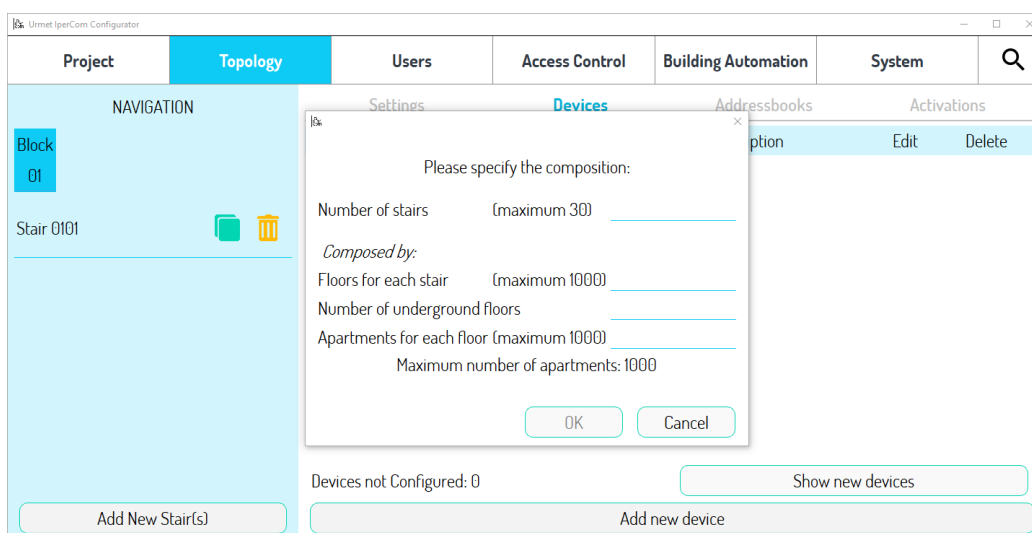 Urmet IperCom Configurator
Project Topology Users Access Control Building Automation System
NAVIGATION
Settings Devices Addressbooks Activations
Block
01
ption Edit Delete
Stair 0101
Please specify the composition:
Number of stairs (maximum 30)
Composed by:
Floors for each stair (maximum 1000)
Number of underground floors
Apartments for each floor (maximum 1000)
Maximum number of apartments: 1000
OK Cancel
Devices not Configured: 0 Show new devices
Add New Stair(s) Add new device